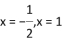 x = −1/2, x = 1